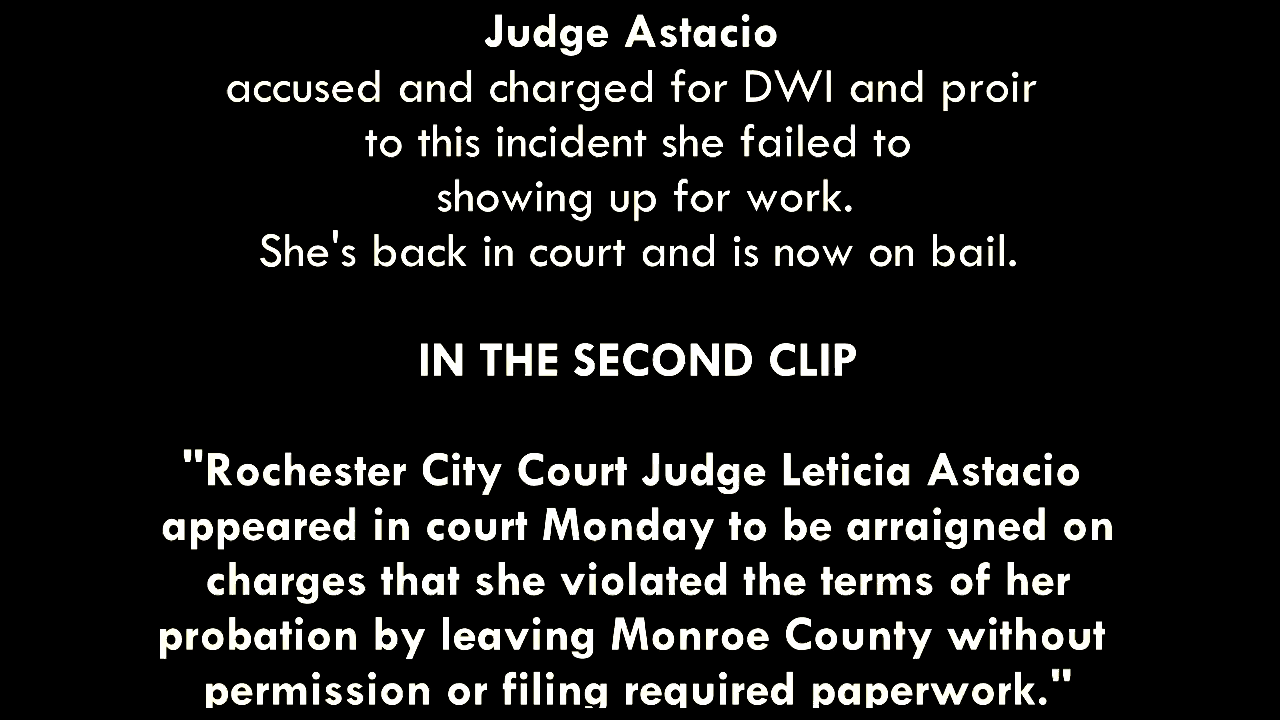 Judge Astacio
accused and charged for DWI and proir
to this incident she failed to
showing up for work.
She's back in court and is now on bail.
IN THE SECOND CLIP
"Rochester City Court Judge Leticia Astacio
appeared in court Monday to be arraigned on
charges that she violated the terms of her
probation by leaving Monroe County without
permission or filing required paperwork."